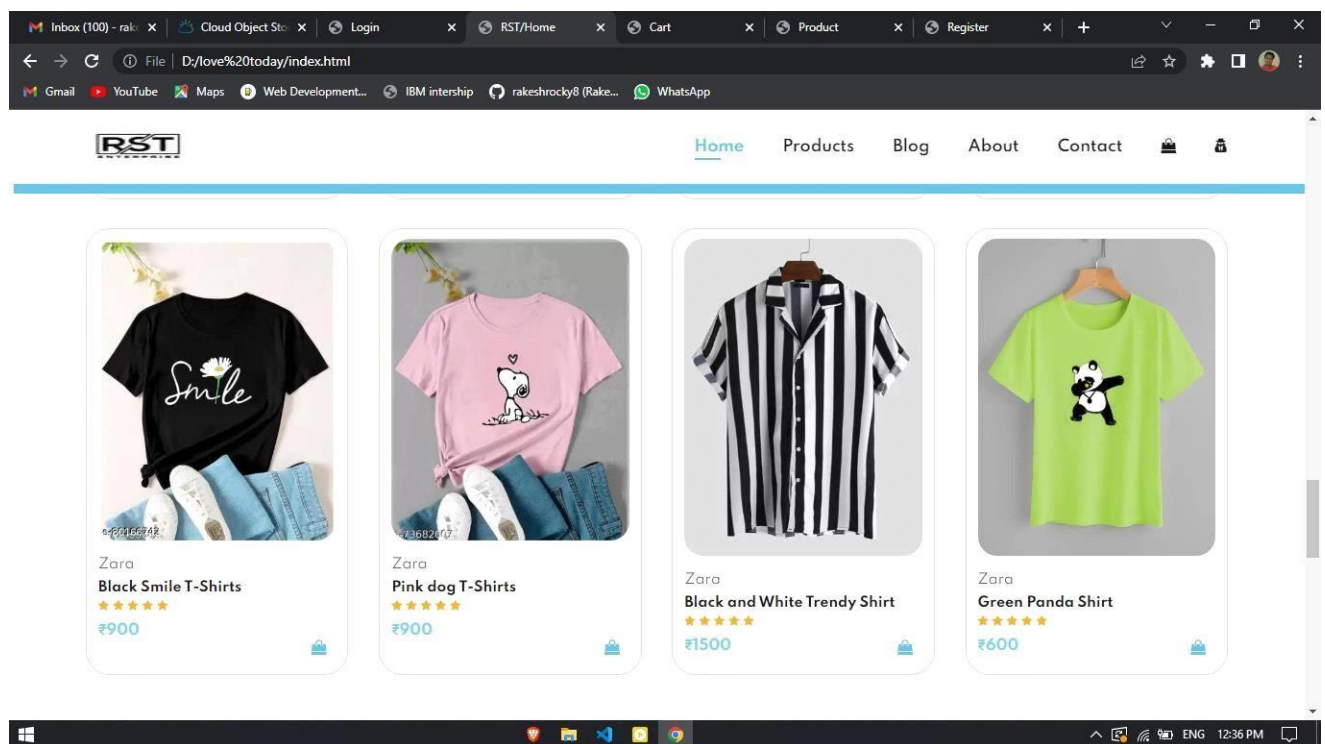 Inbox (100) - rak
Cloud Object Sto
Login
RST/Home
Cart
Product
Register
File
D:/love%20today/index.html
Gmail
YouTube
Maps
Web Development...
IBM intership
rakeshrocky8 (Rake...
WhatsApp
RST
ENTERPRISE
Home
Products
Blog
About
Contact
Smile
Zara
Black Smile T-Shirts
₹900
Zara
Pink dog T-Shirts
₹900
Zara
Black and White Trendy Shirt
₹1500
Zara
Green Panda Shirt
₹600
ENG
12:36 PM